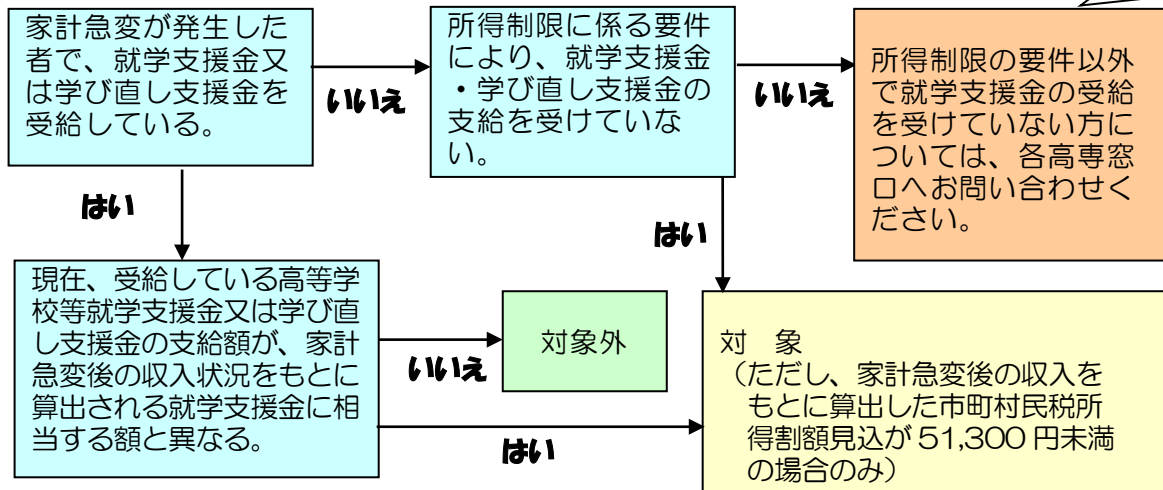 家計急変が発生した
者で、就学支援金又
は学び直し支援金を
受給している。
いいえ
所得制限に係る要件
により、就学支援金
・学び直し支援金の
支給を受けていな
い。
いいえ
所得制限の要件以外
で就学支援金の受給
を受けていない方に
ついては、各高専窓
口へお問い合わせく
ださい。
はい
はい
現在、受給している高等学
校等就学支援金又は学び直
し支援金の支給額が、家計
急変後の収入状況をもとに
算出される就学支援金に相
当する額と異なる。
いいえ
対象外
はい
対　象
（ただし、家計急変後の収入を
もとに算出した市町村民税所
得割額見込が 51,300 円未満
の場合のみ）